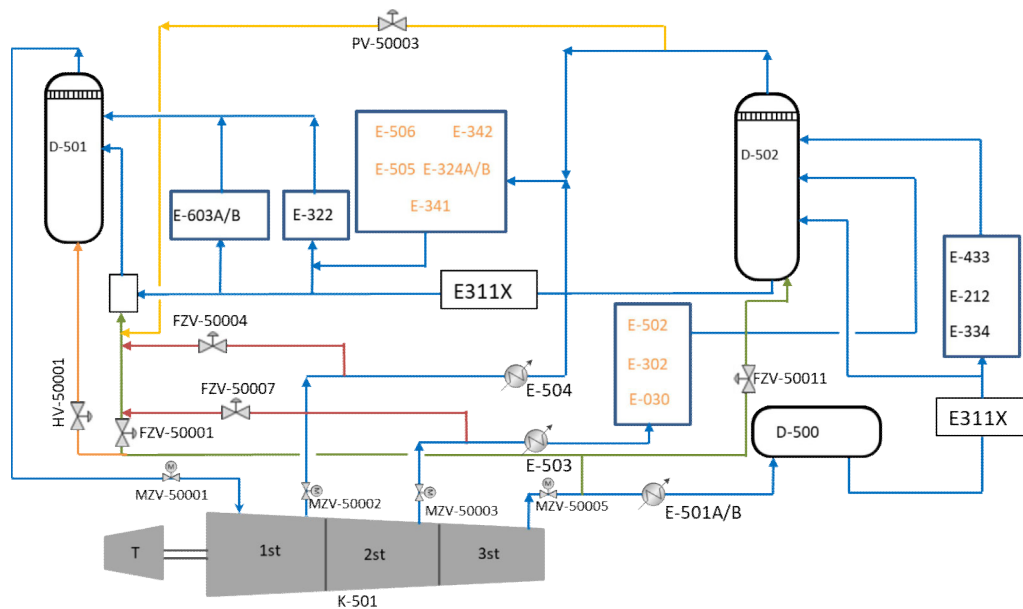 PV-50003
D-501
E-506 E-342
E-505 E-324A/B
E-341
D-502
E-603A/B
E-322
E311X
E-433
E-212
E-334
FZV-50004
E-502
E-302
E-030
HV-50001
FZV-50007
E-504
FZV-50011
E311X
FZV-50001
E-503
D-500
M
MZV-50001
M
MZV-50002
M
MZV-50003
M
MZV-50005
E-501A/B
T
1st
2st
3st
K-501